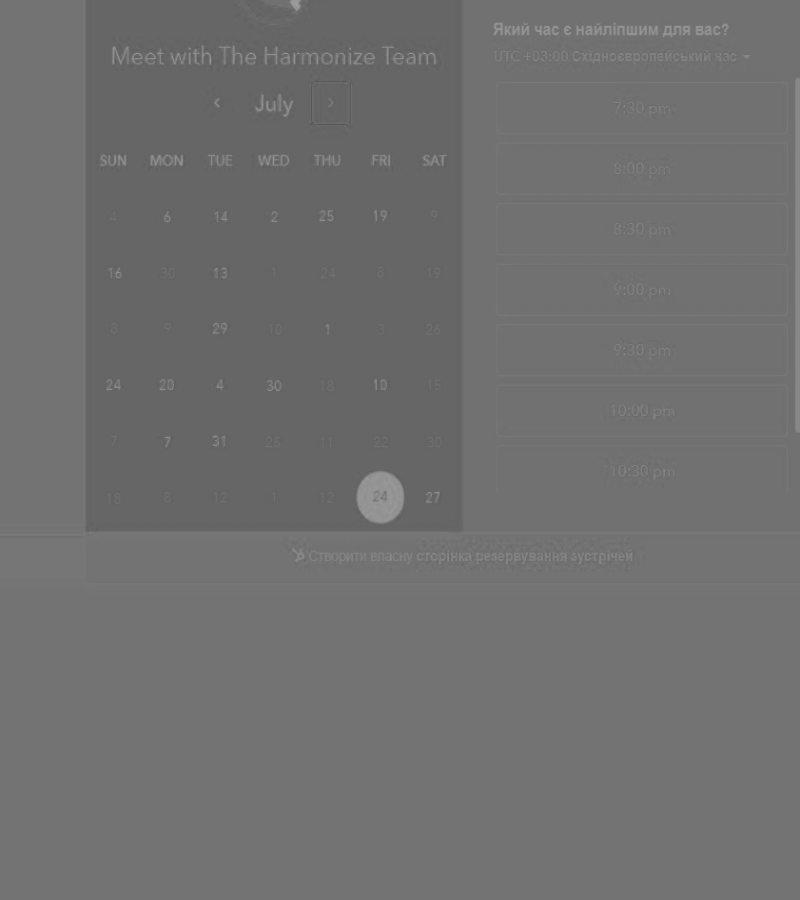 Meet with The Harmonize Team
July
SUN MON TUE WED THU FRI SAT
4 6 14 2 25 19 9
16 30 13 1 24 8 19
8 9 29 10 1 3 26
24 20 4 30 18 10 15
7 7 31 26 11 22 30
18 8 12 1 12 24 27
Який час є найліпшим для вас?
UTC +03:00 Східноєвропейський час
7:30 pm
8:00 pm
8:30 pm
9:00 pm
9:30 pm
10:00 pm
10:30 pm
Створити власну сторінка резервування зустрічей